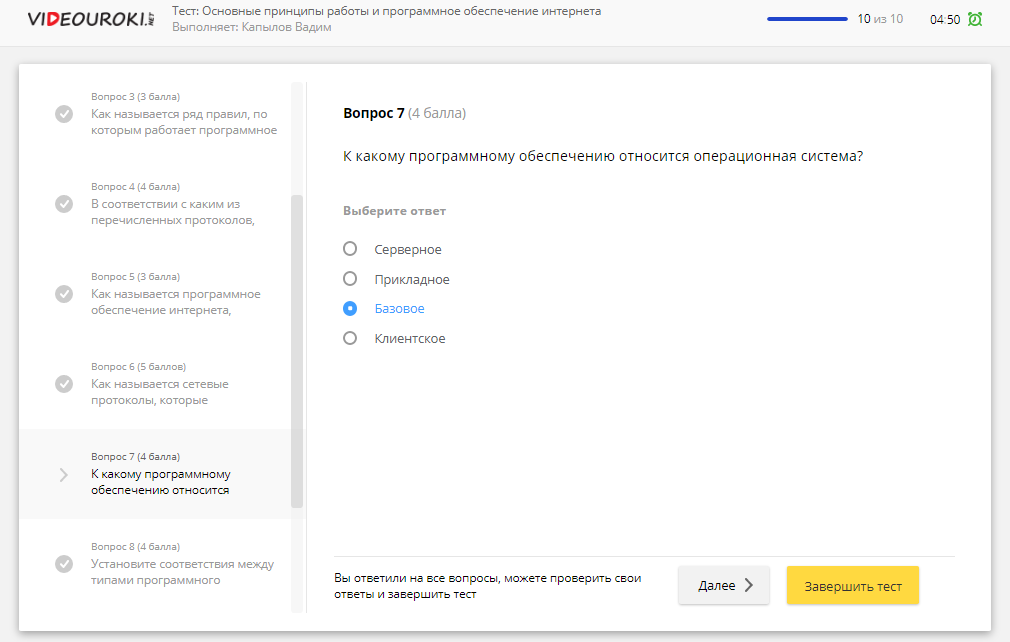 VIDEOUROKI.NET
Тест: Основные принципы работы и программное обеспечение интернета
Выполняет: Капылов Вадим
10 из 10
04:50
Вопрос 3 (3 балла)
Как называется ряд правил, по
которым работает программное
Вопрос 4 (4 балла)
В соответствии с каким из
перечисленных протоколов,
Вопрос 5 (3 балла)
Как называется программное
обеспечение интернета,
Вопрос 6 (5 баллов)
Как называется сетевые
протоколы, которые
Вопрос 7 (4 балла)
К какому программному
обеспечению относится
Вопрос 8 (4 балла)
Установите соответствия между
типами программного
Вопрос 7 (4 балла)
К какому программному обеспечению относится операционная система?
Выберите ответ
Серверное
Прикладное
Базовое
Клиентское
Вы ответили на все вопросы, можете проверить свои
ответы и завершить тест
Далее
Завершить тест